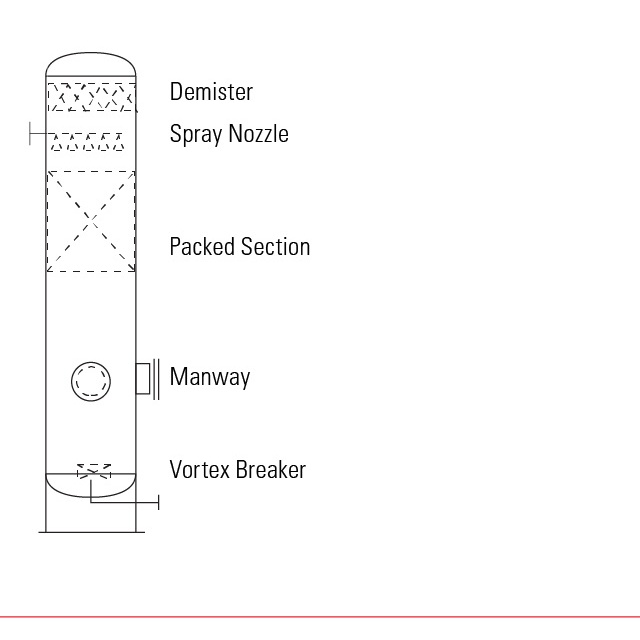 Demister
Spray Nozzle
Packed Section
Manway
Vortex Breaker